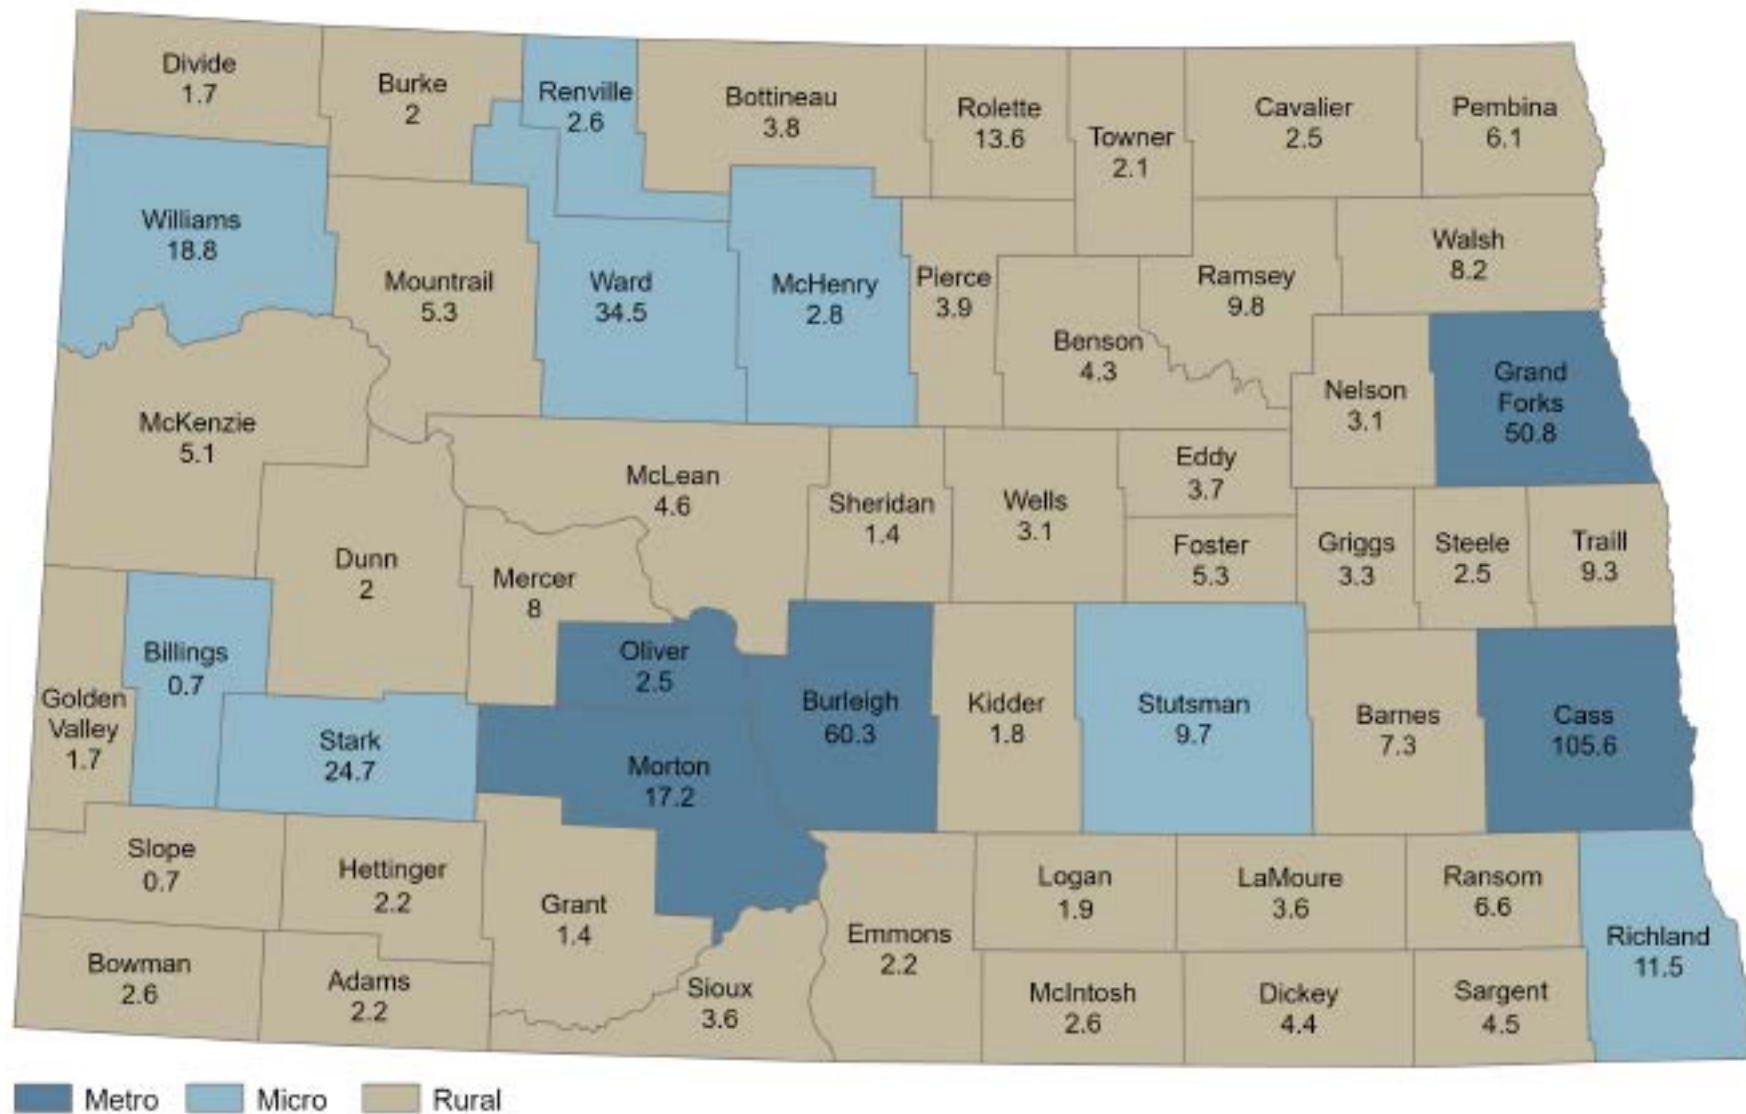 Divide
1.7
Burke
2
Renville
2.6
Bottineau
3.8
Rolette
13.6
Towner
2.1
Cavalier
2.5
Pembina
6.1
Williams
18.8
Mountrail
5.3
Ward
34.5
McHenry
2.8
Pierce
3.9
Benson
4.3
Ramsey
9.8
Walsh
8.2
McKenzie
5.1
Nelson
3.1
Grand
Forks
50.8
Dunn
2
Mercer
8
McLean
4.6
Sheridan
1.4
Wells
3.1
Eddy
3.7
Foster
5.3
Griggs
3.3
Steele
2.5
Traill
9.3
Golden
Valley
1.7
Billings
0.7
Stark
24.7
Oliver
2.5
Morton
17.2
Burleigh
60.3
Kidder
1.8
Stutsman
9.7
Barnes
7.3
Cass
105.6
Slope
0.7
Hettinger
2.2
Grant
1.4
Emmons
2.2
Logan
1.9
LaMoure
3.6
Ransom
6.6
Richland
11.5
Bowman
2.6
Adams
2.2
Sioux
3.6
McIntosh
2.6
Dickey
4.4
Sargent
4.5
Metro Micro Rural